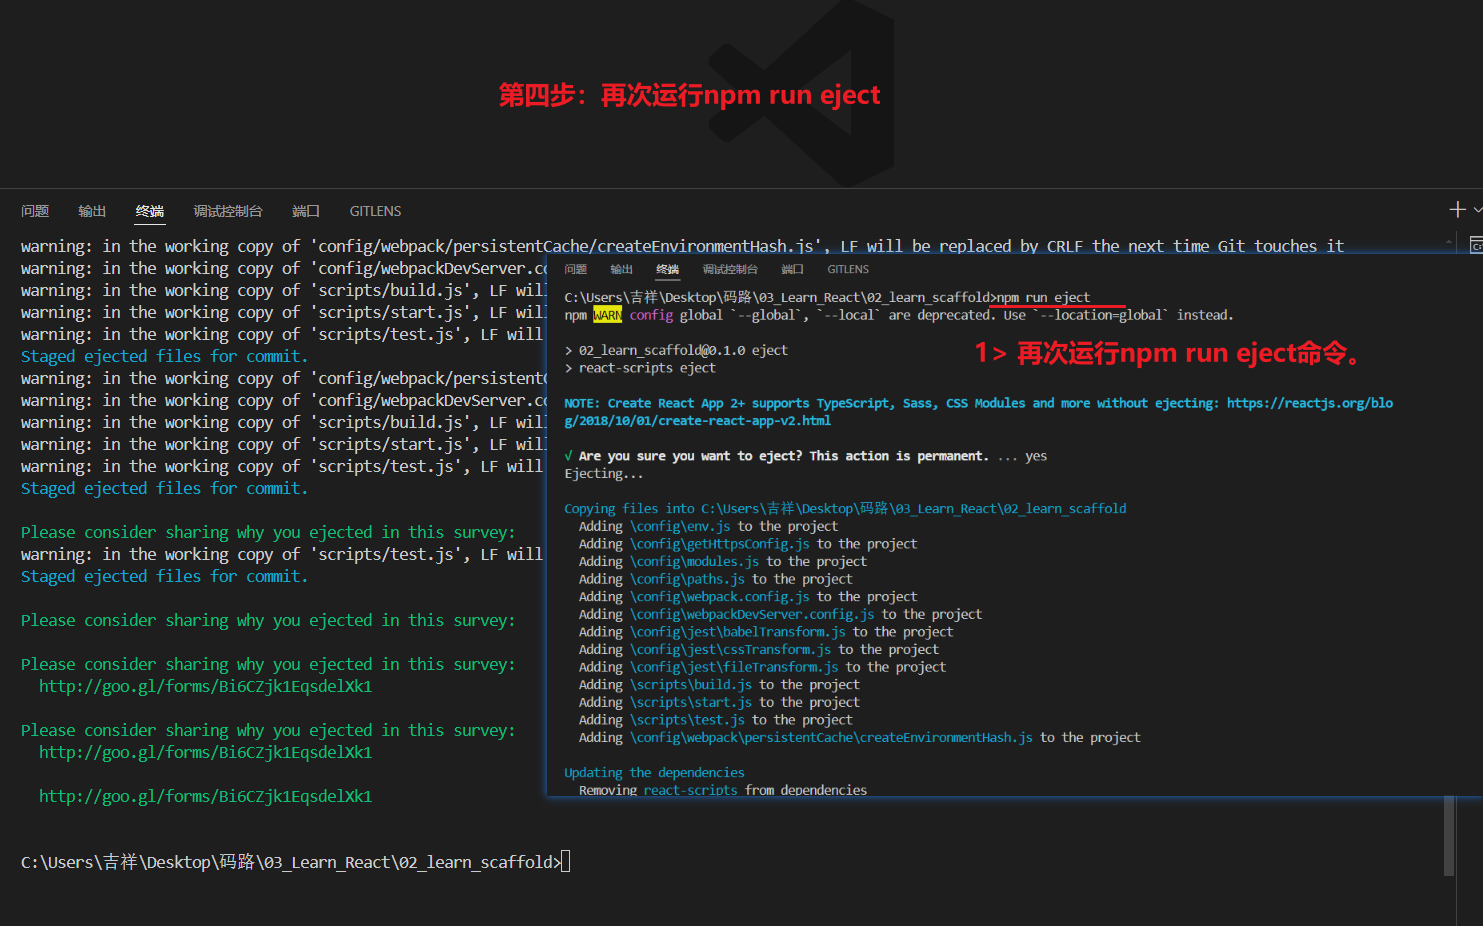 第四步：再次运行npm run eject
问题 输出 终端 调试控制台 端口 GITLENS
warning: in the working copy of 'config/webpack/persistentCache/createEnvironmentHash.js', LF will be replaced by CRLF the next time Git touches it
warning: in the working copy of 'config/webpackDevServer.co
warning: in the working copy of 'scripts/build.js', LF will
warning: in the working copy of 'scripts/start.js', LF will
warning: in the working copy of 'scripts/test.js', LF will
Staged ejected files for commit.
warning: in the working copy of 'config/webpack/persistentC
warning: in the working copy of 'config/webpackDevServer.co
warning: in the working copy of 'scripts/build.js', LF will
warning: in the working copy of 'scripts/start.js', LF will
warning: in the working copy of 'scripts/test.js', LF will
Staged ejected files for commit.
Please consider sharing why you ejected in this survey:
warning: in the working copy of 'scripts/test.js', LF will
Staged ejected files for commit.
Please consider sharing why you ejected in this survey:
Please consider sharing why you ejected in this survey:
http://goo.gl/forms/Bi6CZjk1EqsdelXk1
Please consider sharing why you ejected in this survey:
http://goo.gl/forms/Bi6CZjk1EqsdelXk1
http://goo.gl/forms/Bi6CZjk1EqsdelXk1
C:\Users\吉祥\Desktop\码路\03_Learn_React\02_learn_scaffold>
问题 输出 终端 调试控制台 端口 GITLENS
C:\Users\吉祥\Desktop\码路\03_Learn_React\02_learn_scaffold>npm run eject
npm WARN config global `--global`, `--local` are deprecated. Use `--location=global` instead.
> 02_learn_scaffold@0.1.0 eject
> react-scripts eject
1> 再次运行npm run eject命令。
NOTE: Create React App 2+ supports TypeScript, Sass, CSS Modules and more without ejecting: https://reactjs.org/blo
g/2018/10/01/create-react-app-v2.html
√ Are you sure you want to eject? This action is permanent. ... yes
Ejecting...
Copying files into C:\Users\吉祥\Desktop\码路\03_Learn_React\02_learn_scaffold
Adding \config\env.js to the project
Adding \config\getHttpsConfig.js to the project
Adding \config\modules.js to the project
Adding \config\paths.js to the project
Adding \config\webpack.config.js to the project
Adding \config\webpackDevServer.config.js to the project
Adding \config\jest\babelTransform.js to the project
Adding \config\jest\cssTransform.js to the project
Adding \config\jest\fileTransform.js to the project
Adding \scripts\build.js to the project
Adding \scripts\start.js to the project
Adding \scripts\test.js to the project
Adding \config\webpack\persistentCache\createEnvironmentHash.js to the project
Updating the dependencies
Removing react-scripts from dependencies